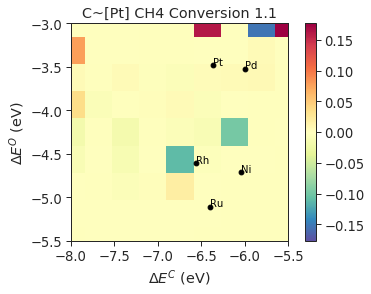 C~[Pt] CH4 Conversion 1.1
−3.0
−3.5
−4.0
−4.5
−5.0
−5.5
ΔE^O (eV)
Pt
Pd
Rh
Ni
Ru
−8.0 −7.5 −7.0 −6.5 −6.0 −5.5
ΔE^C (eV)
0.15
0.10
0.05
0.00
−0.05
−0.10
−0.15